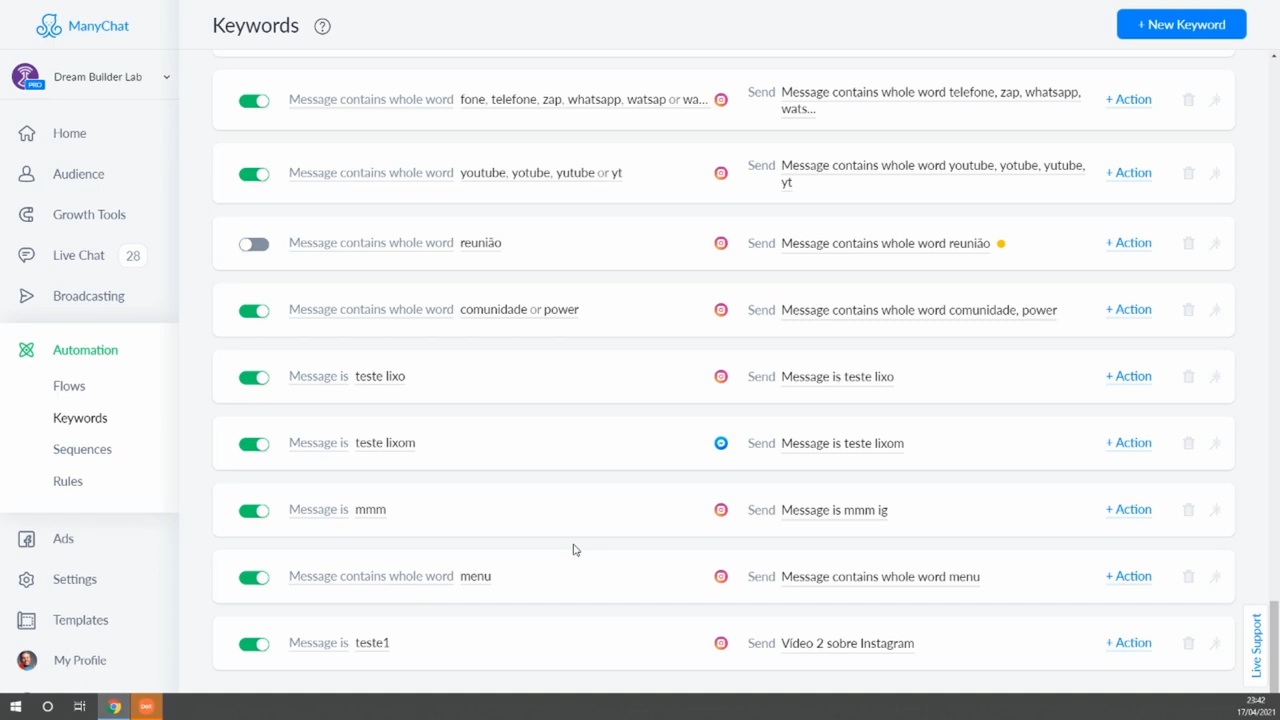 ManyChat
Keywords
+ New Keyword
PRO
Dream Builder Lab
Home
Audience
Growth Tools
Live Chat 28
Broadcasting
Automation
Flows
Keywords
Sequences
Rules
Ads
Settings
Templates
My Profile
Message contains whole word fone, telefone, zap, whatsapp, watsap or wa... Send Message contains whole word telefone, zap, whatsapp, + Action
wats...
Message contains whole word youtube, yotube, yutube or yt Send Message contains whole word youtube, yotube, yutube, + Action
yt
Message contains whole word reunião Send Message contains whole word reunião + Action
Message contains whole word comunidade or power Send Message contains whole word comunidade, power + Action
Message is teste lixo Send Message is teste lixo + Action
Message is teste lixom Send Message is teste lixom + Action
Message is mmm Send Message is mmm ig + Action
Message contains whole word menu Send Message contains whole word menu + Action
Message is teste1 Send Vídeo 2 sobre Instagram + Action
Live Support
23:42
17/04/2021